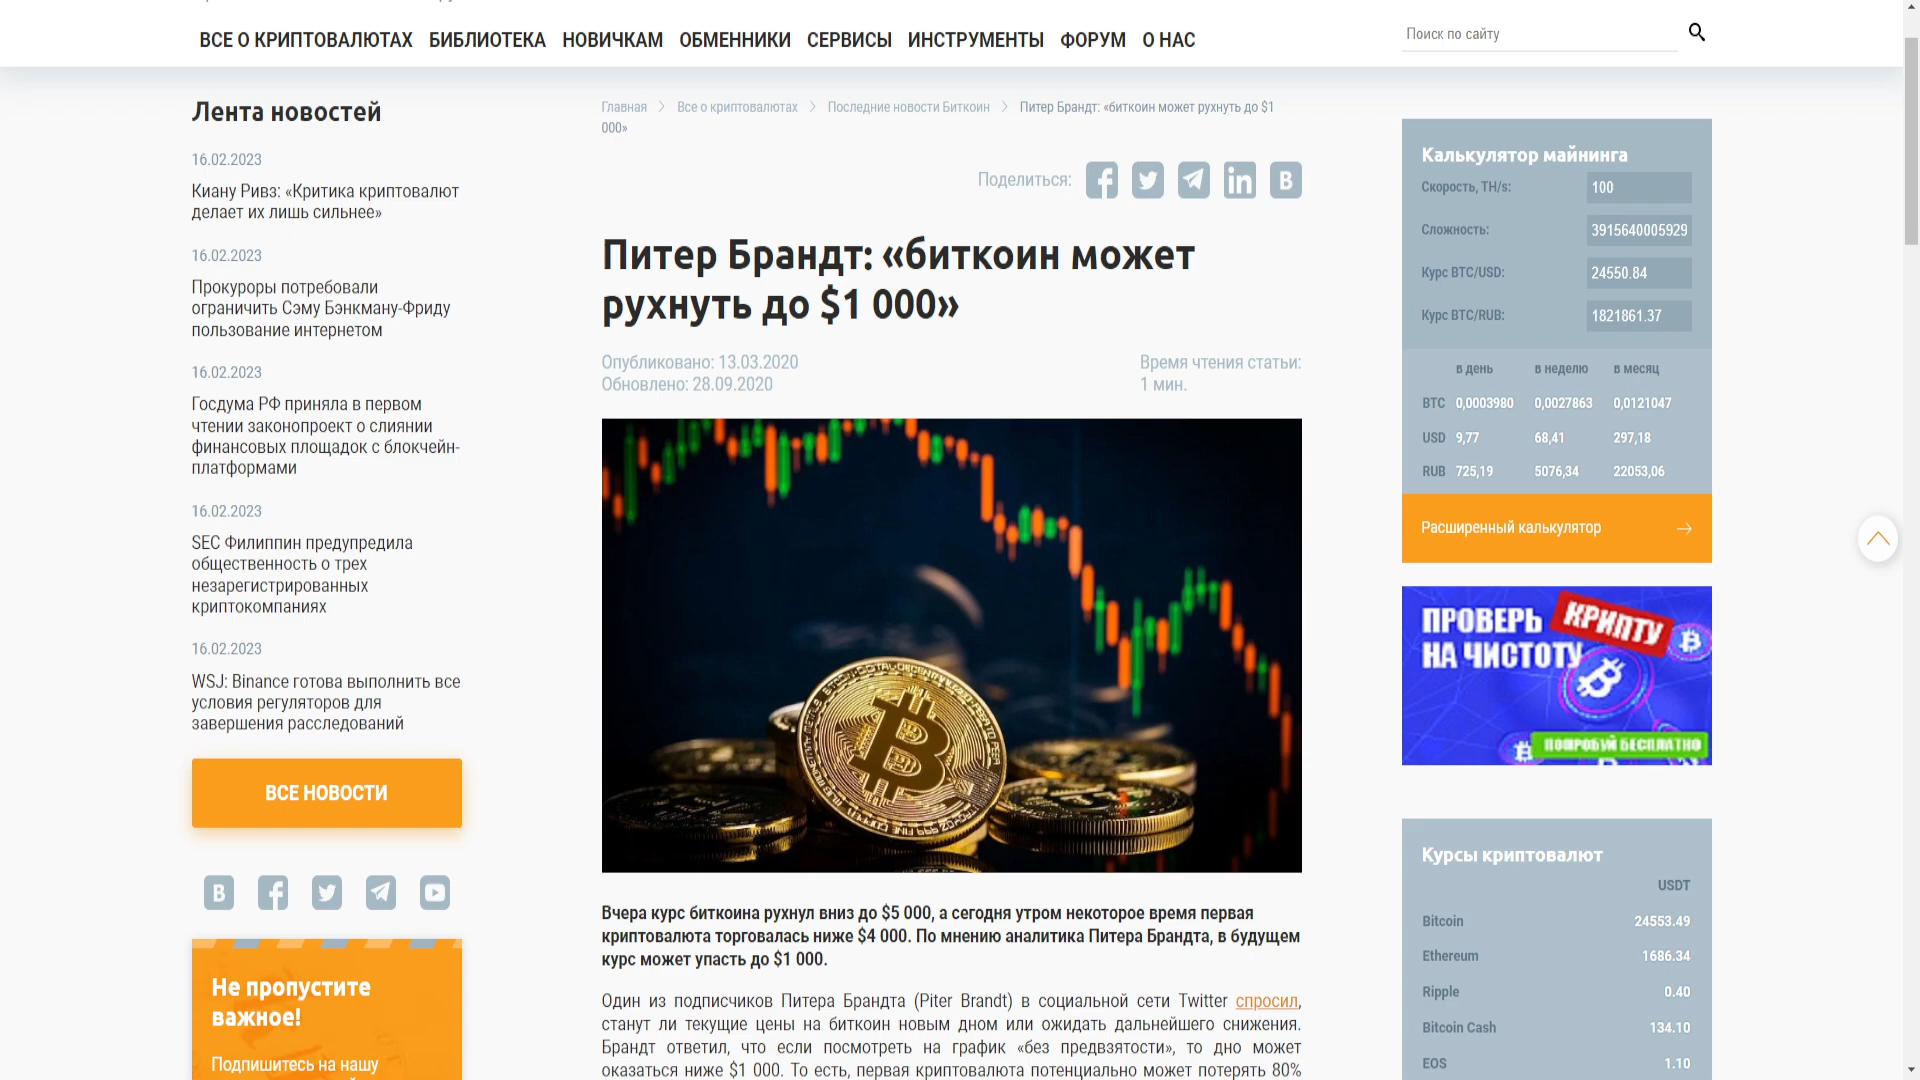 ВСЕ О КРИПТОВАЛЮТАХ БИБЛИОТЕКА НОВИЧКАМ ОБМЕННИКИ СЕРВИСЫ ИНСТРУМЕНТЫ ФОРУМ О НАС
Поиск по сайту
Лента новостей
16.02.2023
Киану Ривз: «Критика криптовалют
делает их лишь сильнее»
16.02.2023
Прокуроры потребовали
ограничить Сэму Бэнкману-Фриду
пользование интернетом
16.02.2023
Госдума РФ приняла в первом
чтении законопроект о слиянии
финансовых площадок с блокчейн-
платформами
16.02.2023
SEC Филиппин предупредила
общественность о трех
незарегистрированных
криптокомпаниях
16.02.2023
WSJ: Binance готова выполнить все
условия регуляторов для
завершения расследований
ВСЕ НОВОСТИ
Не пропустите
важное!
Подпишитесь на нашу
Главная Все о криптовалютах Последние новости Биткоин Питер Брандт: «биткоин может рухнуть до $1
000»
Поделиться:
Питер Брандт: «биткоин может
рухнуть до $1 000»
Опубликовано: 13.03.2020
Обновлено: 28.09.2020
Время чтения статьи:
1 мин.
Вчера курс биткоина рухнул вниз до $5 000, а сегодня утром некоторое время первая
криптовалюта торговалась ниже $4 000. По мнению аналитика Питера Брандта, в будущем
курс может упасть до $1 000.
Один из подписчиков Питера Брандта (Piter Brandt) в социальной сети Twitter спросил,
станут ли текущие цены на биткоин новым дном или ожидать дальнейшего снижения.
Брандт ответил, что если посмотреть на график «без предвзятости», то дно может
оказаться ниже $1 000. То есть, первая криптовалюта потенциально может потерять 80%
Калькулятор майнинга
Скорость, TH/s: 100
Сложность: 3915640005929
Курс BTC/USD: 24550.84
Курс BTC/RUB: 1821861.37
в день в неделю в месяц
BTC 0,0003980 0,0027863 0,0121047
USD 9,77 68,41 297,18
RUB 725,19 5076,34 22053,06
Расширенный калькулятор
ПРОВЕРЬ КРИПТУ
НА ЧИСТОТУ
ПОПРОБУЙ БЕСПЛАТНО
Курсы криптовалют
USDT
Bitcoin 24553.49
Ethereum 1686.34
Ripple 0.40
Bitcoin Cash 134.10
EOS 1.10